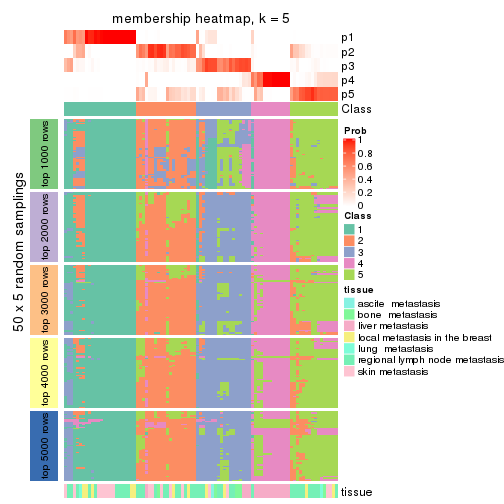 membership heatmap, k = 5
p1
p2
p3
p4
p5
Class
50 x 5 random samplings
top 1000 rows
top 2000 rows
top 3000 rows
top 4000 rows
top 5000 rows
Prob
1
0.8
0.6
0.4
0.2
0
Class
1
2
3
4
5
tissue
ascite  metastasis
bone  metastasis
liver metastasis
local metastasis in the breast
lung  metastasis
regional lymph node metastasis
skin metastasis
tissue